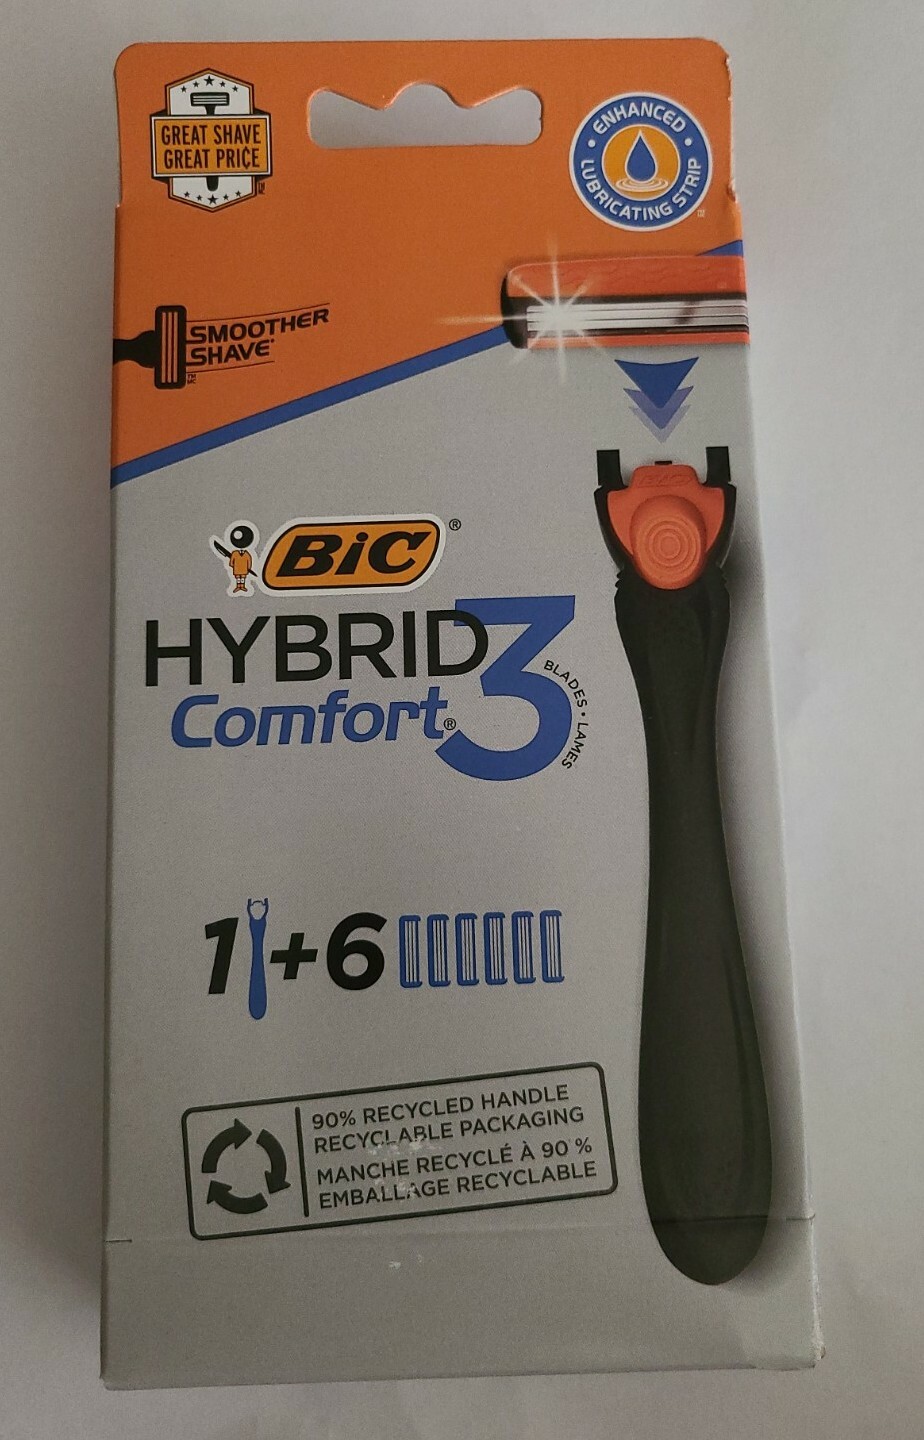 GREAT SHAVE
GREAT PRI¢E
ENHANCED
LUBRICATING STRIP
SMOOTHER
SHAVE
BiC®
HYBRID 3
Comfort®
BLADES • LAMES
1 + 6
90% RECYCLED HANDLE
RECYCLABLE PACKAGING
MANCHE RECYCLÉ À 90 %
EMBALLAGE RECYCLABLE